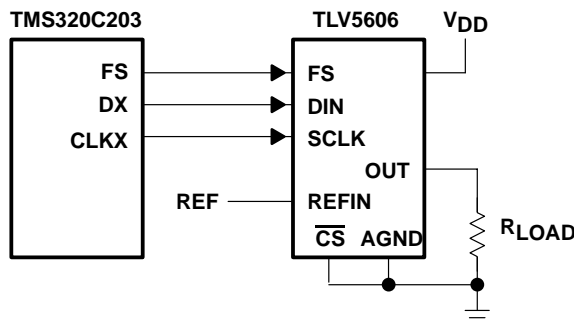 TMS320C203
TLV5606
VDD
FS
DX
CLKX
FS
DIN
SCLK
OUT
REF
REFIN
CS AGND
RLOAD